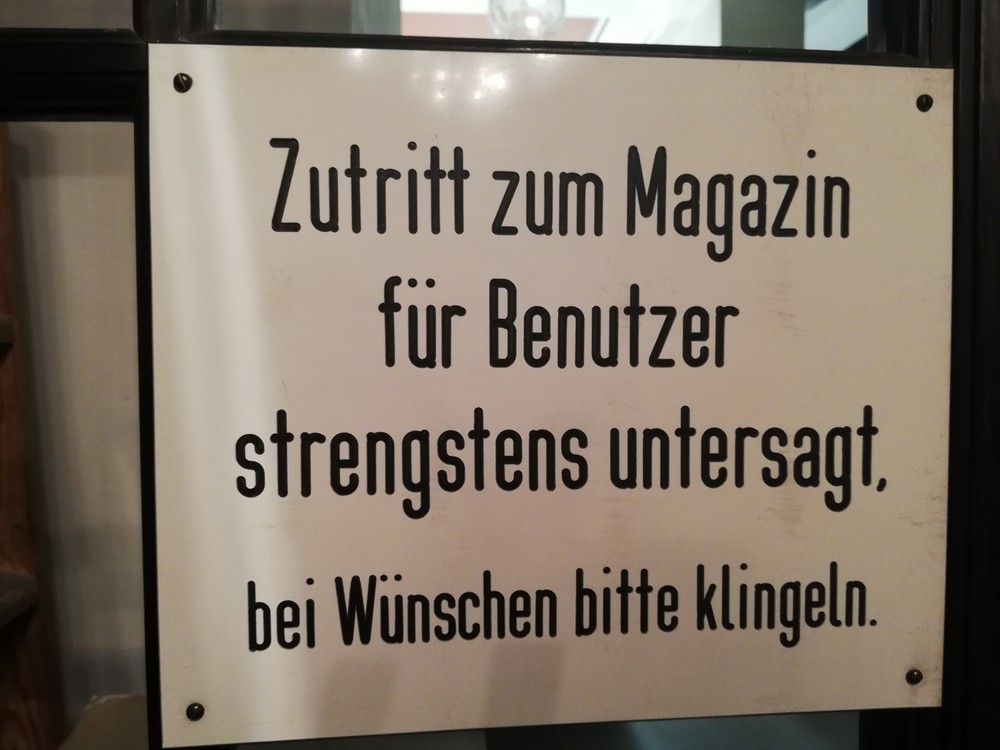 Zutritt zum Magazin
für Benutzer
strengstens untersagt,
bei Wünschen bitte klingeln.